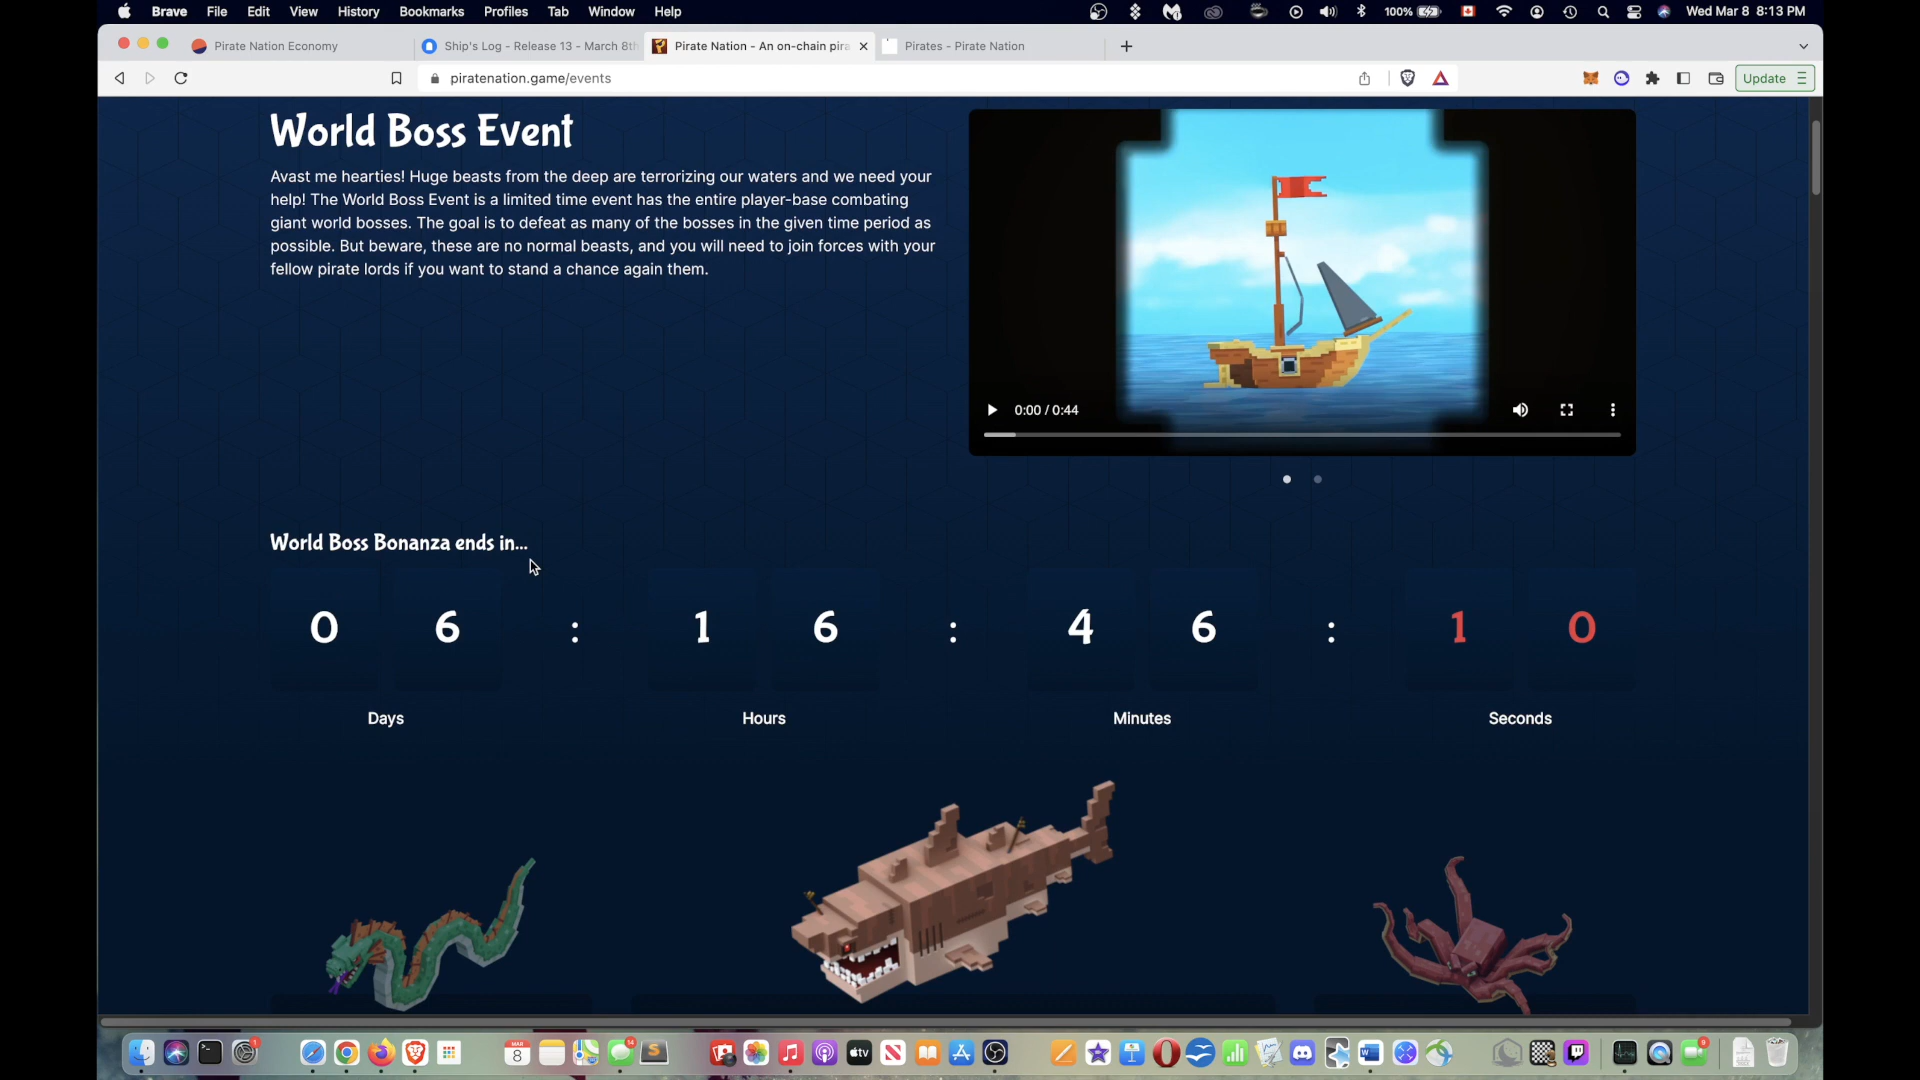 Brave File Edit View History Bookmarks Profiles Tab Window Help 100% Wed Mar 8 8:13 PM
Pirate Nation Economy Ship's Log - Release 13 - March 8th Pirate Nation - An on-chain pira Pirates - Pirate Nation
piratenation.game/events Update
World Boss Event
Avast me hearties! Huge beasts from the deep are terrorizing our waters and we need your
help! The World Boss Event is a limited time event has the entire player-base combating
giant world bosses. The goal is to defeat as many of the bosses in the given time period as
possible. But beware, these are no normal beasts, and you will need to join forces with your
fellow pirate lords if you want to stand a chance again them.
0:00 / 0:44
World Boss Bonanza ends in...
0 6 : 1 6 : 4 6 : 1 0
Days Hours Minutes Seconds
1 MAR 8 14 S tv W 9